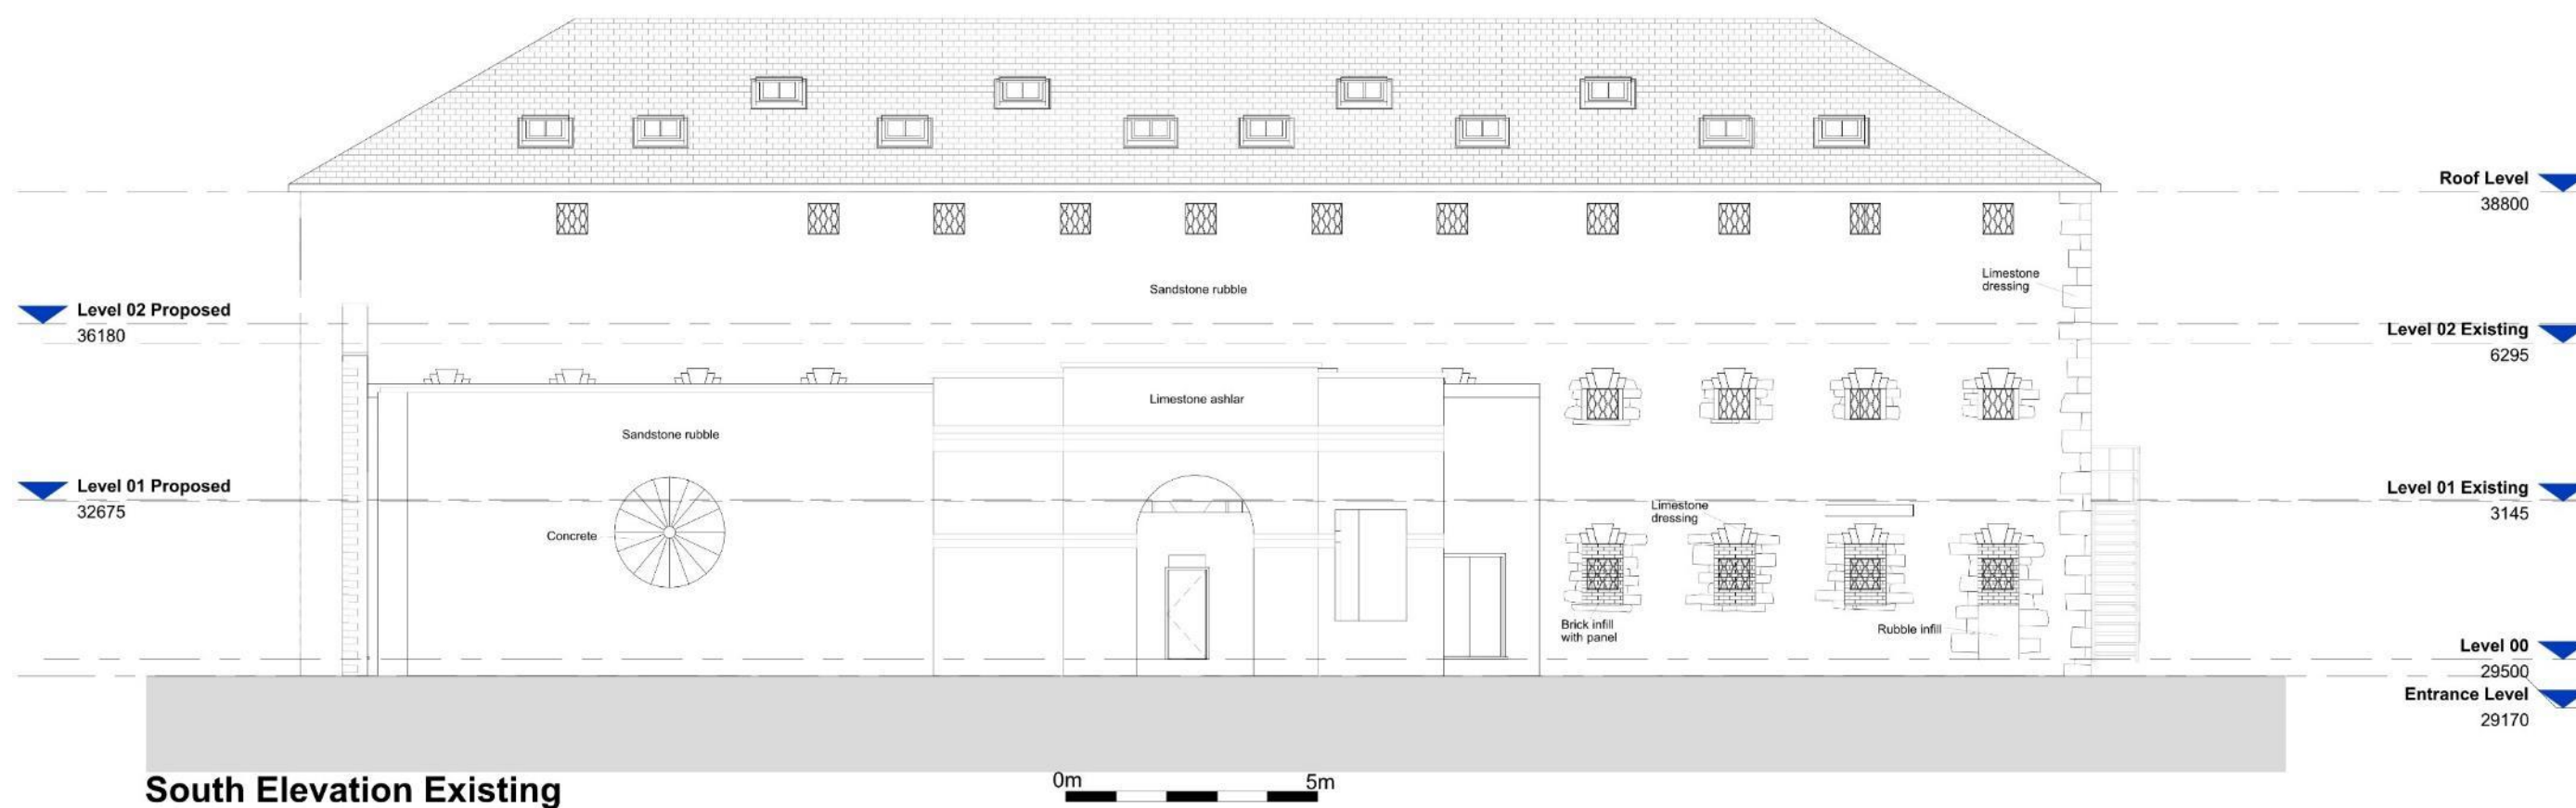 Roof Level
38800
Limestone
dressing
Sandstone rubble
Level 02 Proposed
36180
Level 02 Existing
6295
Limestone ashlar
Sandstone rubble
Level 01 Proposed
32675
Level 01 Existing
3145
Limestone
dressing
Concrete
Brick infill
with panel
Rubble infill
Level 00
29500
Entrance Level
29170
South Elevation Existing
0m 5m